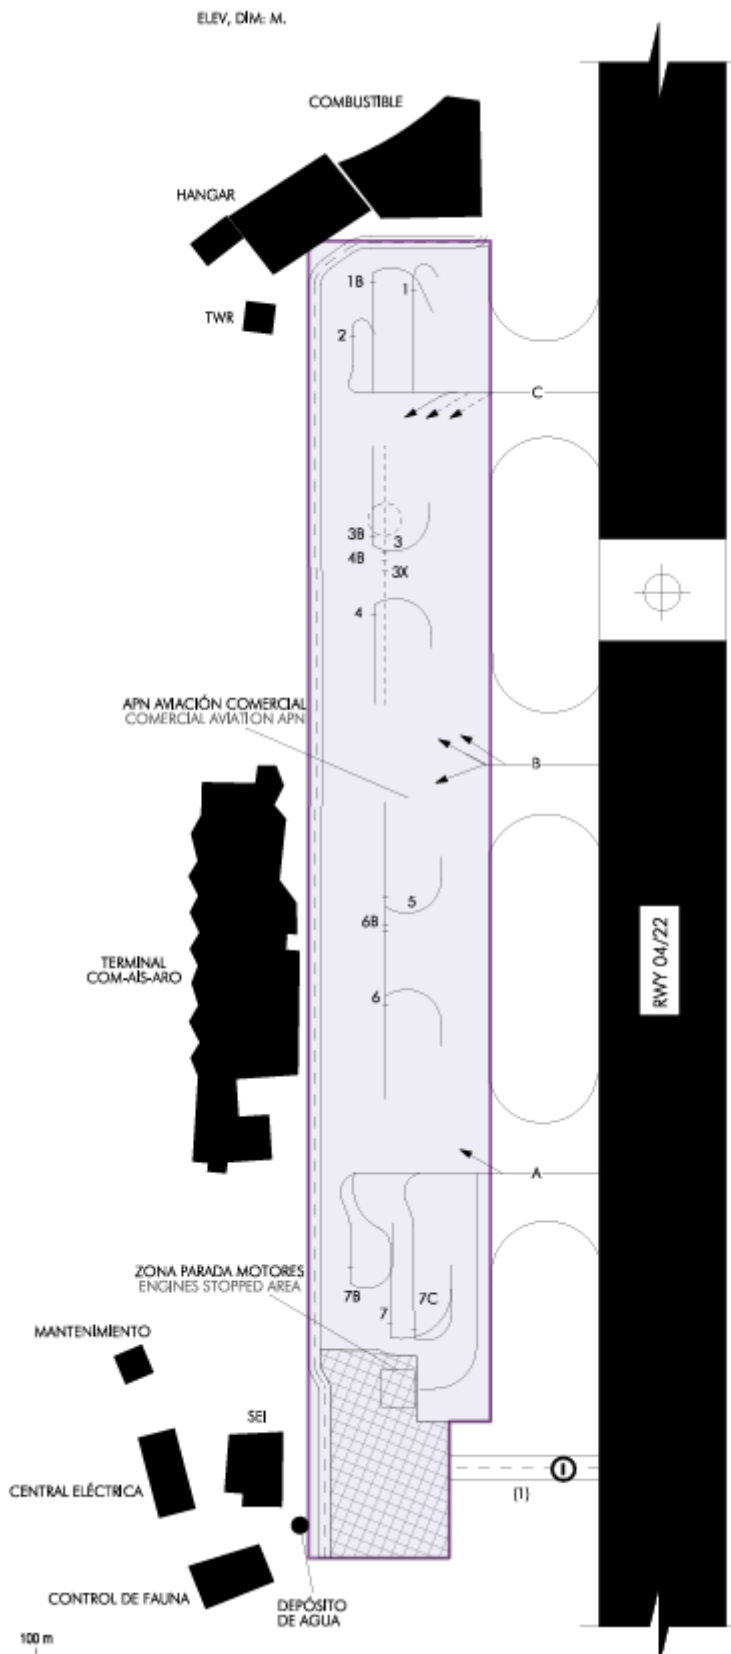 ELEV, DIM: M.
COMBUSTIBLE
HANGAR
1B
1
TWR
2
C
3B
3
4B
3X
4
APN AVIACIÓN COMERCIAL
COMERCIAL AVIATION APN
B
5
6B
RWY 04/22
TERMINAL
COM-AIS-ARO
6
A
ZONA PARADA MOTORES
ENGINES STOPPED AREA
7B
7
7C
MANTENIMIENTO
SEI
CENTRAL ELÉCTRICA
(1)
CONTROL DE FAUNA
DEPÓSITO
DE AGUA
100 m